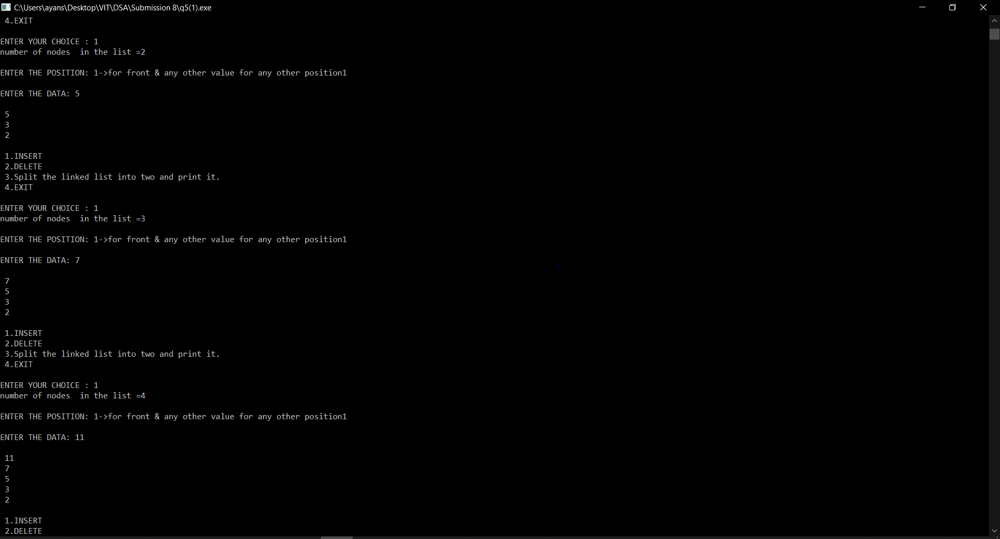 C:\Users\ayans\Desktop\VIT\DSA\Submission 8\q5(1).exe
4.EXIT
ENTER YOUR CHOICE : 1
number of nodes  in the list =2
ENTER THE POSITION: 1->for front & any other value for any other position1
ENTER THE DATA: 5
5
3
2
1.INSERT
2.DELETE
3.Split the linked list into two and print it.
4.EXIT
ENTER YOUR CHOICE : 1
number of nodes  in the list =3
ENTER THE POSITION: 1->for front & any other value for any other position1
ENTER THE DATA: 7
7
5
3
2
1.INSERT
2.DELETE
3.Split the linked list into two and print it.
4.EXIT
ENTER YOUR CHOICE : 1
number of nodes  in the list =4
ENTER THE POSITION: 1->for front & any other value for any other position1
ENTER THE DATA: 11
11
7
5
3
2
1.INSERT
2.DELETE